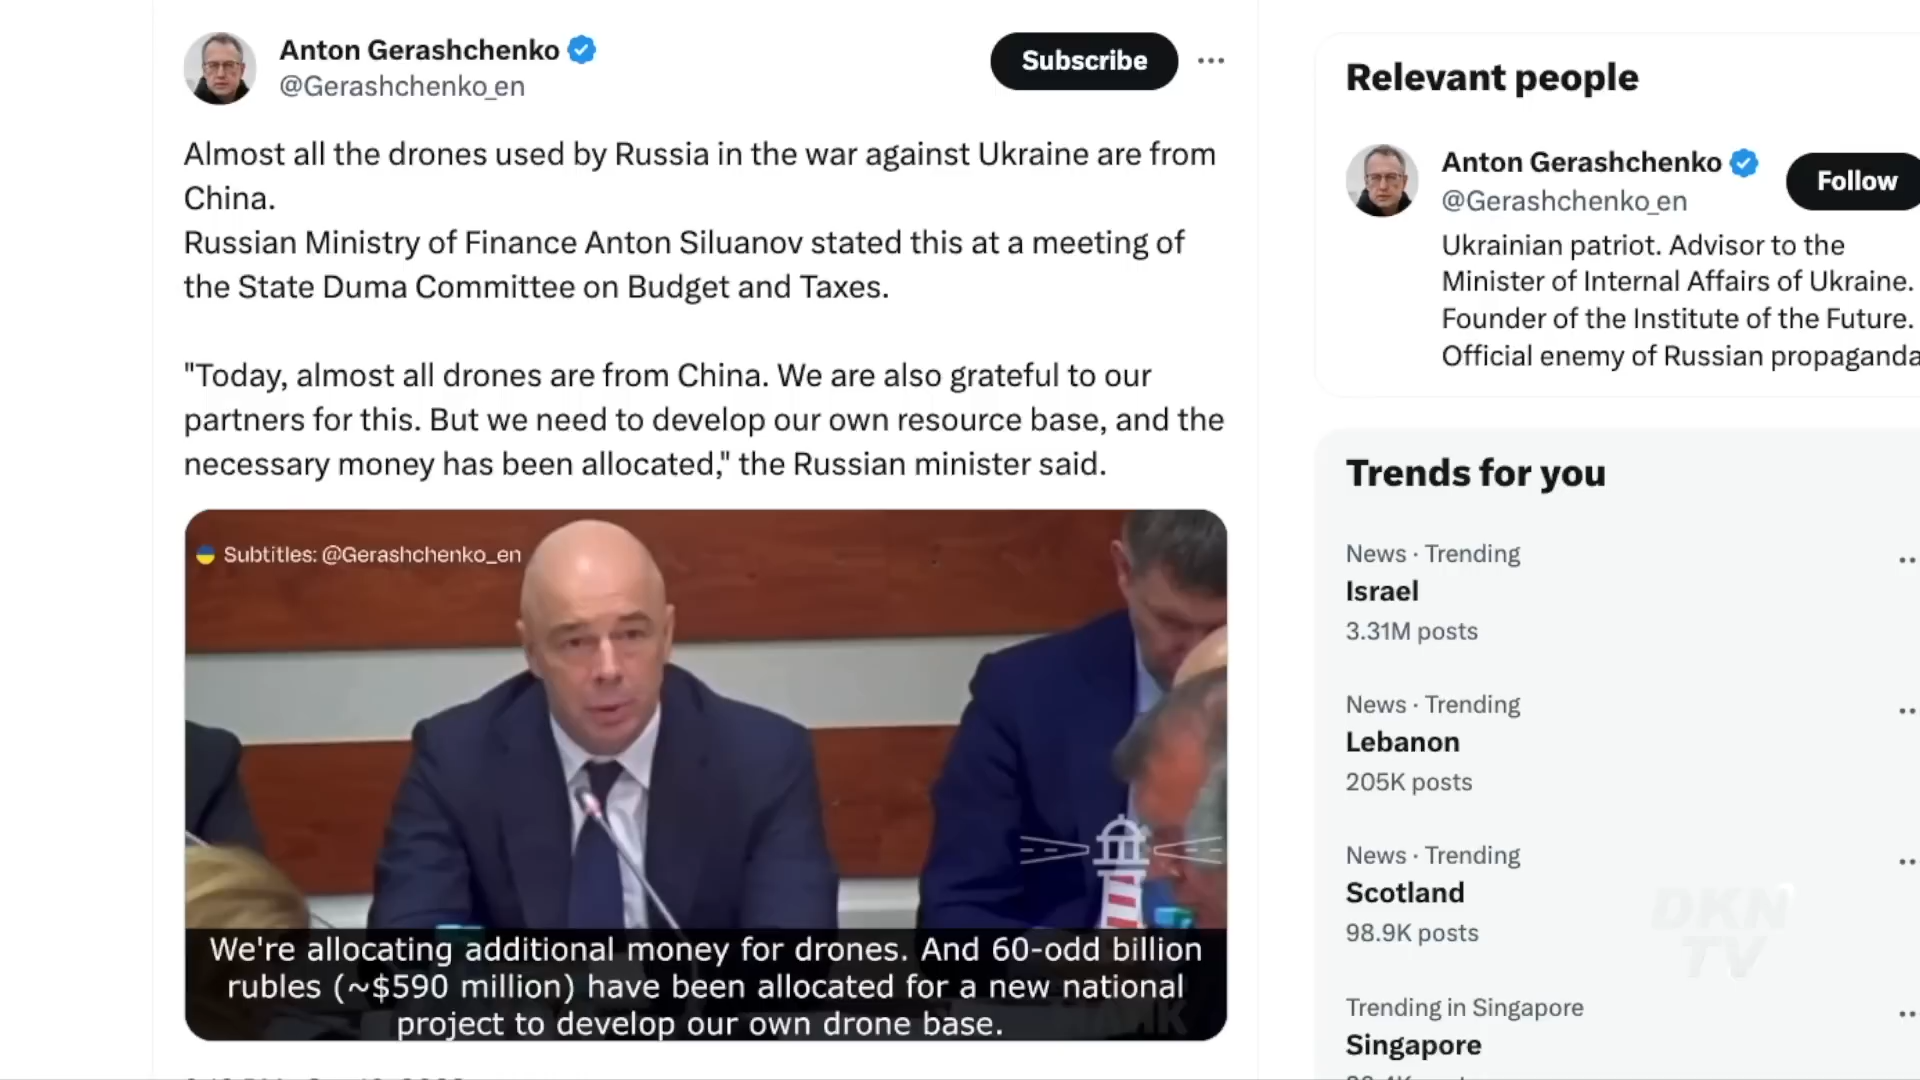 Anton Gerashchenko
@Gerashchenko_en
Subscribe
Almost all the drones used by Russia in the war against Ukraine are from
China.
Russian Ministry of Finance Anton Siluanov stated this at a meeting of
the State Duma Committee on Budget and Taxes.
"Today, almost all drones are from China. We are also grateful to our
partners for this. But we need to develop our own resource base, and the
necessary money has been allocated," the Russian minister said.
Subtitles: @Gerashchenko_en
We're allocating additional money for drones. And 60-odd billion
rubles (~$590 million) have been allocated for a new national
project to develop our own drone base.
Relevant people
Anton Gerashchenko
@Gerashchenko_en
Follow
Ukrainian patriot. Advisor to the
Minister of Internal Affairs of Ukraine.
Founder of the Institute of the Future.
Official enemy of Russian propaganda
Trends for you
News · Trending
Israel
3.31M posts
News · Trending
Lebanon
205K posts
News · Trending
Scotland
98.9K posts
Trending in Singapore
Singapore
DKN
TV